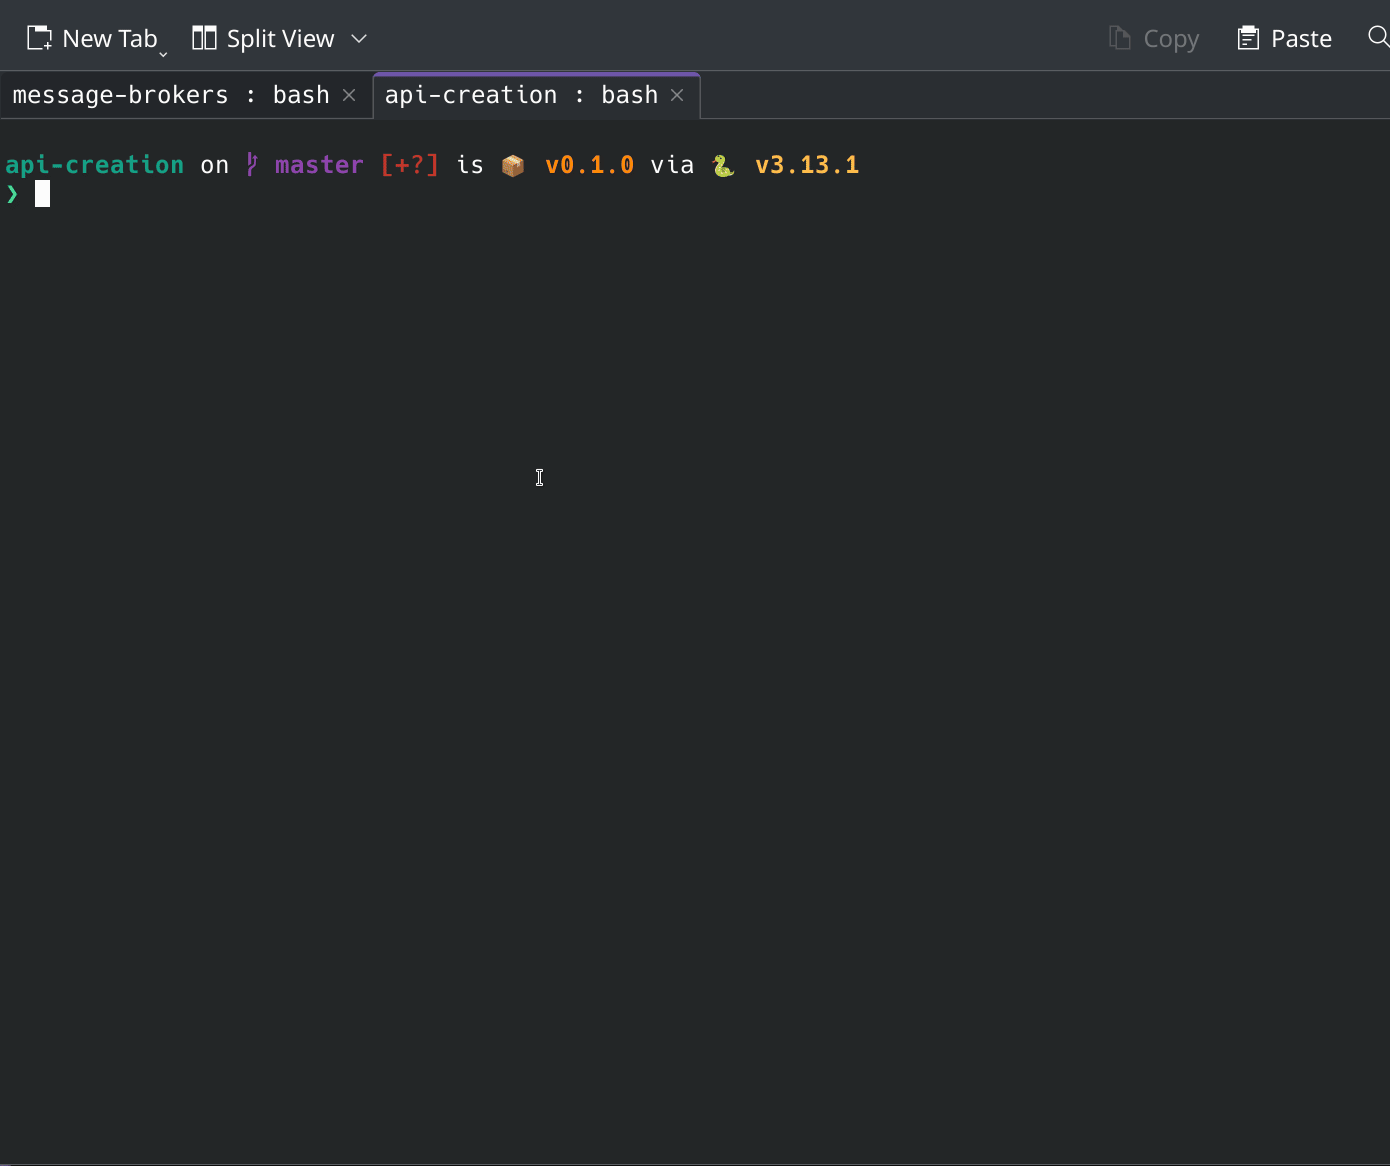 New Tab Split View Copy Paste
message-brokers : bash api-creation : bash
api-creation on master [+?] is 📦 v0.1.0 via 🐍 v3.13.1
❯